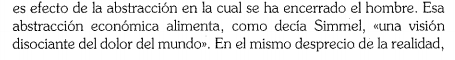 es efecto de la abstracción en la cual se ha encerrado el hombre. Esa
abstracción económica alimenta, como decía Simmel, «una visión
disociante del dolor del mundo». En el mismo desprecio de la realidad,